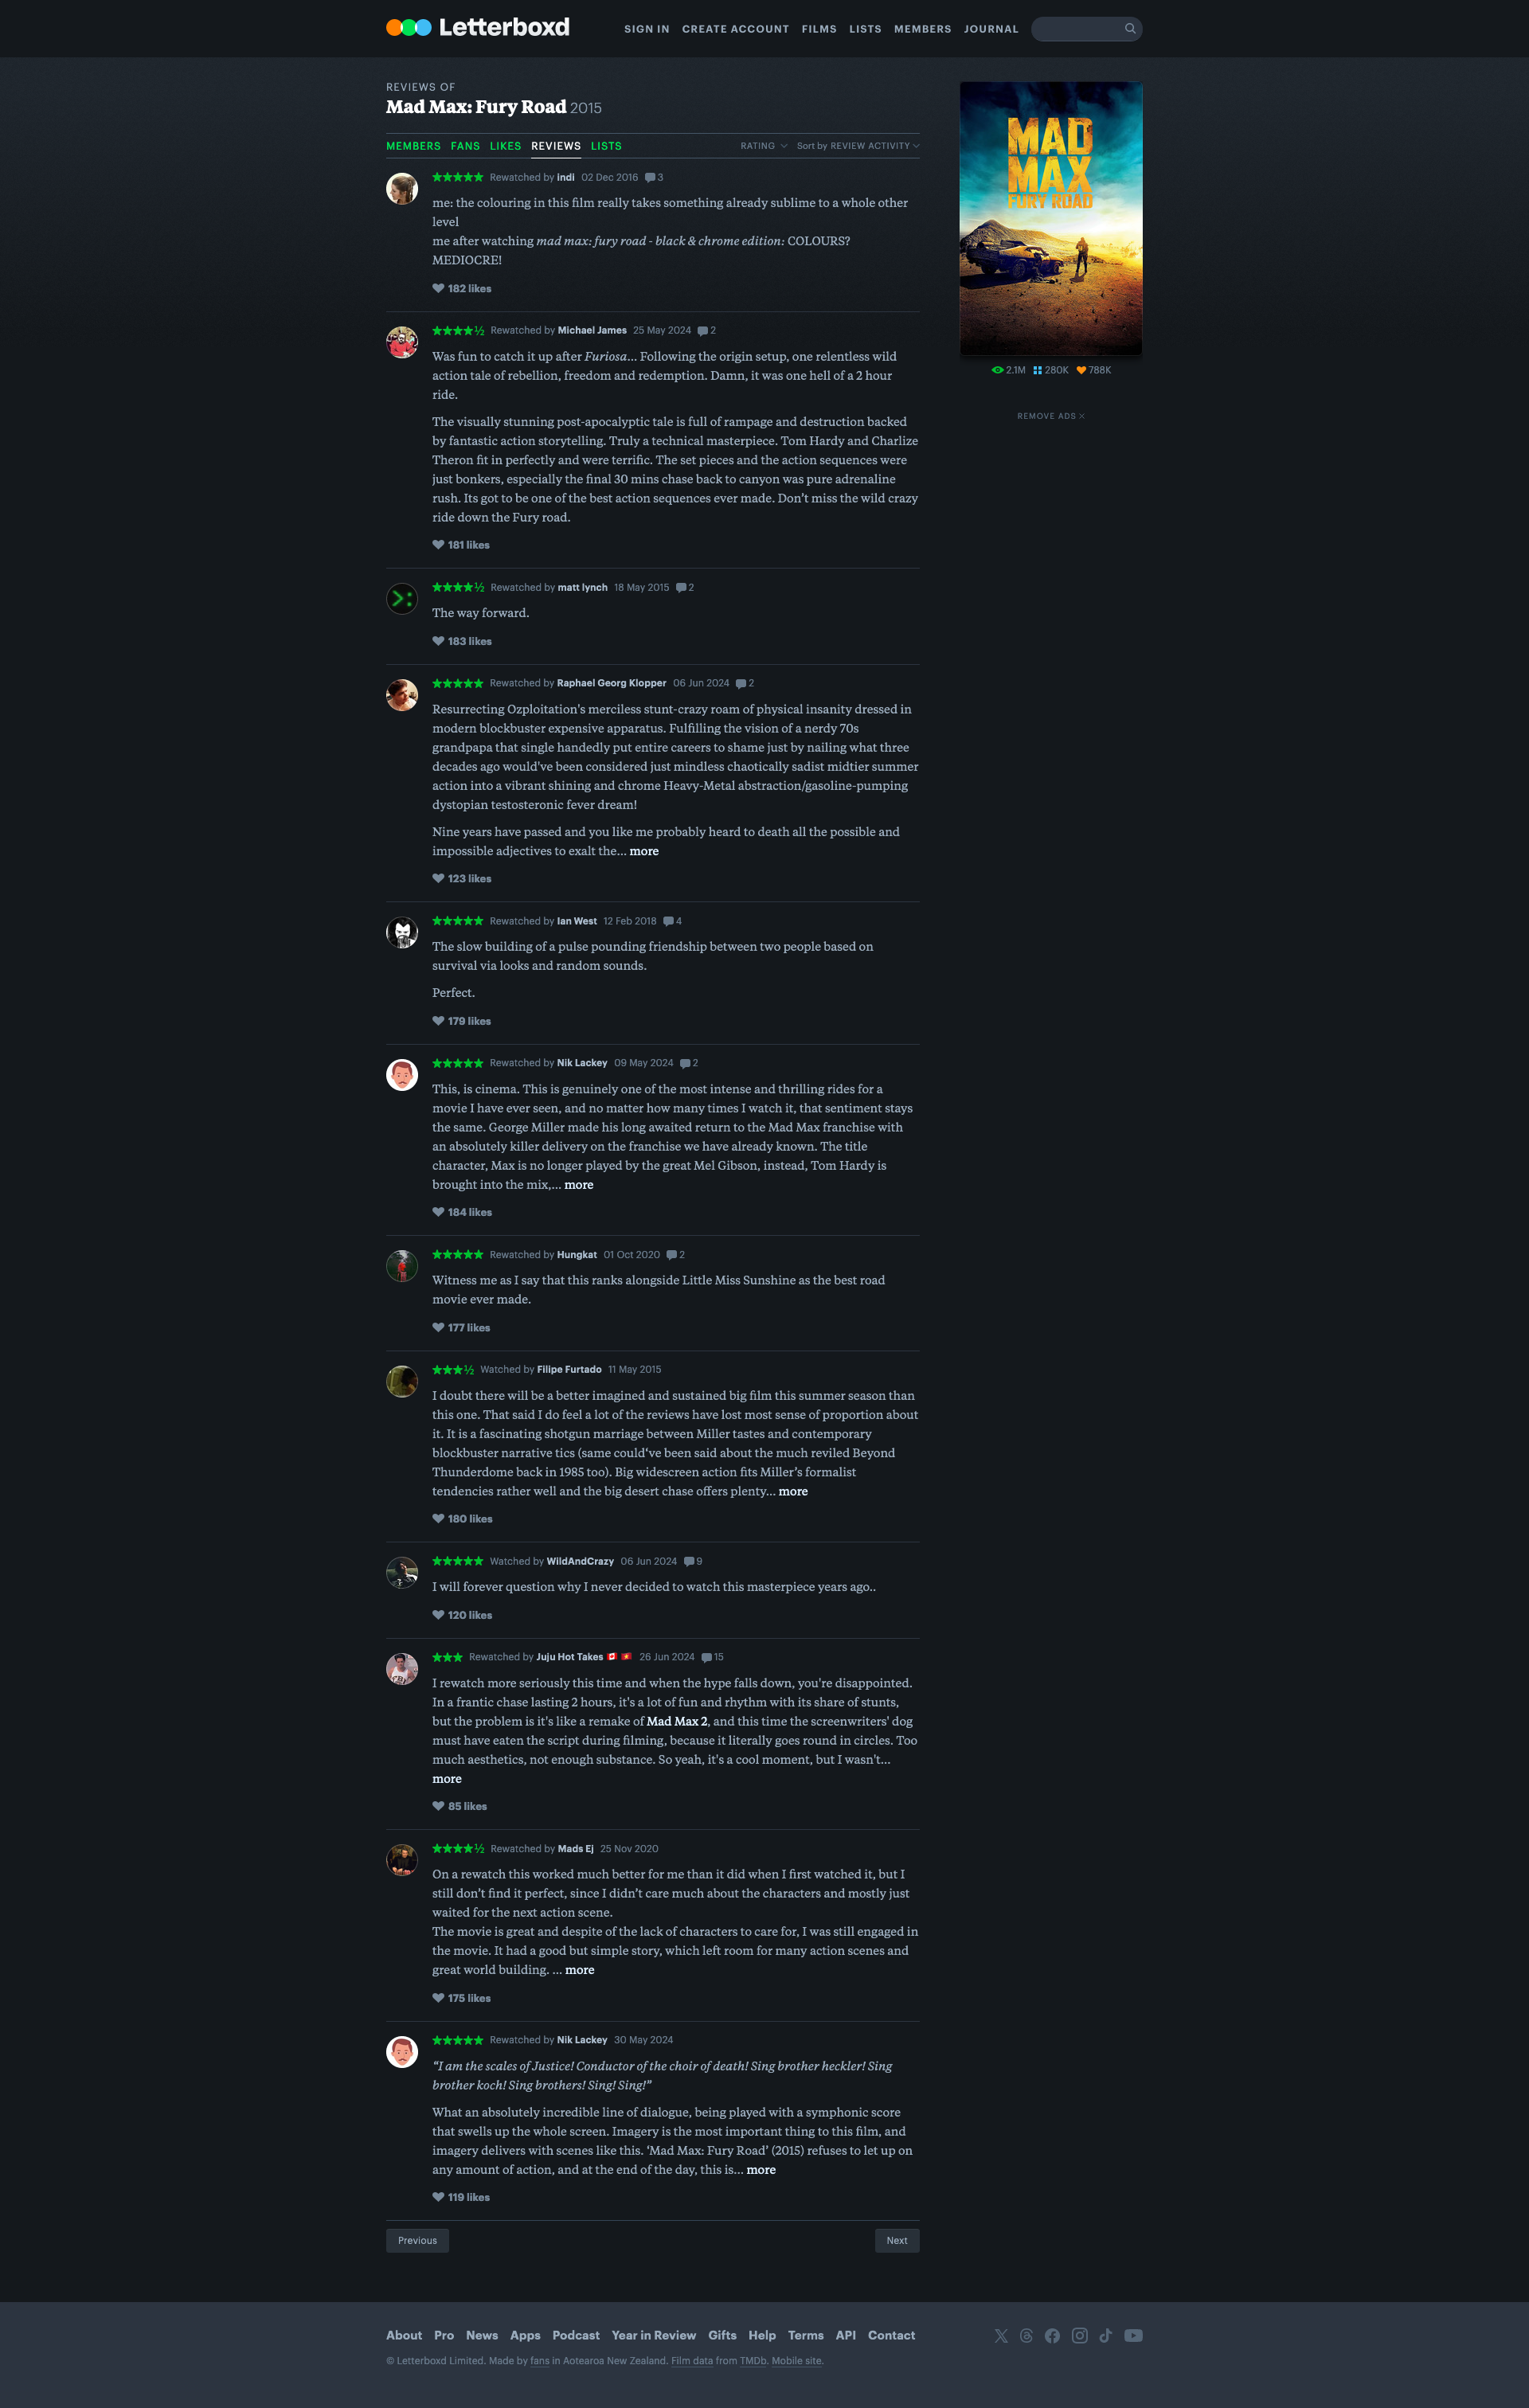 Letterboxd
SIGN IN CREATE ACCOUNT FILMS LISTS MEMBERS JOURNAL
REVIEWS OF
Mad Max: Fury Road 2015
MEMBERS FANS LIKES REVIEWS LISTS
RATING Sort by REVIEW ACTIVITY
★★★★★ Rewatched by indi 02 Dec 2016 3
me: the colouring in this film really takes something already sublime to a whole other
level
me after watching mad max: fury road - black & chrome edition: COLOURS?
MEDIOCRE!
182 likes
★★★★½ Rewatched by Michael James 25 May 2024 2
Was fun to catch it up after Furiosa... Following the origin setup, one relentless wild
action tale of rebellion, freedom and redemption. Damn, it was one hell of a 2 hour
ride.
The visually stunning post-apocalyptic tale is full of rampage and destruction backed
by fantastic action storytelling. Truly a technical masterpiece. Tom Hardy and Charlize
Theron fit in perfectly and were terrific. The set pieces and the action sequences were
just bonkers, especially the final 30 mins chase back to canyon was pure adrenaline
rush. Its got to be one of the best action sequences ever made. Don't miss the wild crazy
ride down the Fury road.
181 likes
★★★★½ Rewatched by matt lynch 18 May 2015 2
The way forward.
183 likes
★★★★★ Rewatched by Raphael Georg Klopper 06 Jun 2024 2
Resurrecting Ozploitation's merciless stunt-crazy roam of physical insanity dressed in
modern blockbuster expensive apparatus. Fulfilling the vision of a nerdy 70s
grandpapa that single handedly put entire careers to shame just by nailing what three
decades ago would've been considered just mindless chaotically sadist midtier summer
action into a vibrant shining and chrome Heavy-Metal abstraction/gasoline-pumping
dystopian testosteronic fever dream!
Nine years have passed and you like me probably heard to death all the possible and
impossible adjectives to exalt the... more
123 likes
★★★★★ Rewatched by Ian West 12 Feb 2018 4
The slow building of a pulse pounding friendship between two people based on
survival via looks and random sounds.
Perfect.
179 likes
★★★★★ Rewatched by Nik Lackey 09 May 2024 2
This, is cinema. This is genuinely one of the most intense and thrilling rides for a
movie I have ever seen, and no matter how many times I watch it, that sentiment stays
the same. George Miller made his long awaited return to the Mad Max franchise with
an absolutely killer delivery on the franchise we have already known. The title
character, Max is no longer played by the great Mel Gibson, instead, Tom Hardy is
brought into the mix,... more
184 likes
★★★★★ Rewatched by Hungkat 01 Oct 2020 2
Witness me as I say that this ranks alongside Little Miss Sunshine as the best road
movie ever made.
177 likes
★★★½ Watched by Filipe Furtado 11 May 2015
I doubt there will be a better imagined and sustained big film this summer season than
this one. That said I do feel a lot of the reviews have lost most sense of proportion about
it. It is a fascinating shotgun marriage between Miller tastes and contemporary
blockbuster narrative tics (same could've been said about the much reviled Beyond
Thunderdome back in 1985 too). Big widescreen action fits Miller's formalist
tendencies rather well and the big desert chase offers plenty... more
180 likes
★★★★★ Watched by WildAndCrazy 06 Jun 2024 9
I will forever question why I never decided to watch this masterpiece years ago..
120 likes
★★★ Rewatched by Juju Hot Takes 26 Jun 2024 15
I rewatch more seriously this time and when the hype falls down, you're disappointed.
In a frantic chase lasting 2 hours, it's a lot of fun and rhythm with its share of stunts,
but the problem is it's like a remake of Mad Max 2, and this time the screenwriters' dog
must have eaten the script during filming, because it literally goes round in circles. Too
much aesthetics, not enough substance. So yeah, it's a cool moment, but I wasn't...
more
85 likes
★★★★½ Rewatched by Mads Ej 25 Nov 2020
On a rewatch this worked much better for me than it did when I first watched it, but I
still don't find it perfect, since I didn't care much about the characters and mostly just
waited for the next action scene.
The movie is great and despite of the lack of characters to care for, I was still engaged in
the movie. It had a good but simple story, which left room for many action scenes and
great world building. ... more
175 likes
★★★★★ Rewatched by Nik Lackey 30 May 2024
“I am the scales of Justice! Conductor of the choir of death! Sing brother heckler! Sing
brother koch! Sing brothers! Sing! Sing!”
What an absolutely incredible line of dialogue, being played with a symphonic score
that swells up the whole screen. Imagery is the most important thing to this film, and
imagery delivers with scenes like this. ‘Mad Max: Fury Road’ (2015) refuses to let up on
any amount of action, and at the end of the day, this is... more
119 likes
Previous
Next
MAD
MAX
FURY ROAD
2.1M 280K 788K
REMOVE ADS
About Pro News Apps Podcast Year in Review Gifts Help Terms API Contact
© Letterboxd Limited. Made by fans in Aotearoa New Zealand. Film data from TMDb. Mobile site.